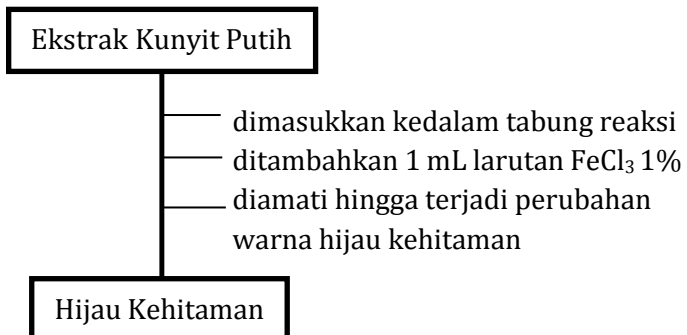 Ekstrak Kunyit Putih
dimasukkan kedalam tabung reaksi
ditambahkan 1 mL larutan FeCl₃ 1%
diamati hingga terjadi perubahan
warna hijau kehitaman
Hijau Kehitaman